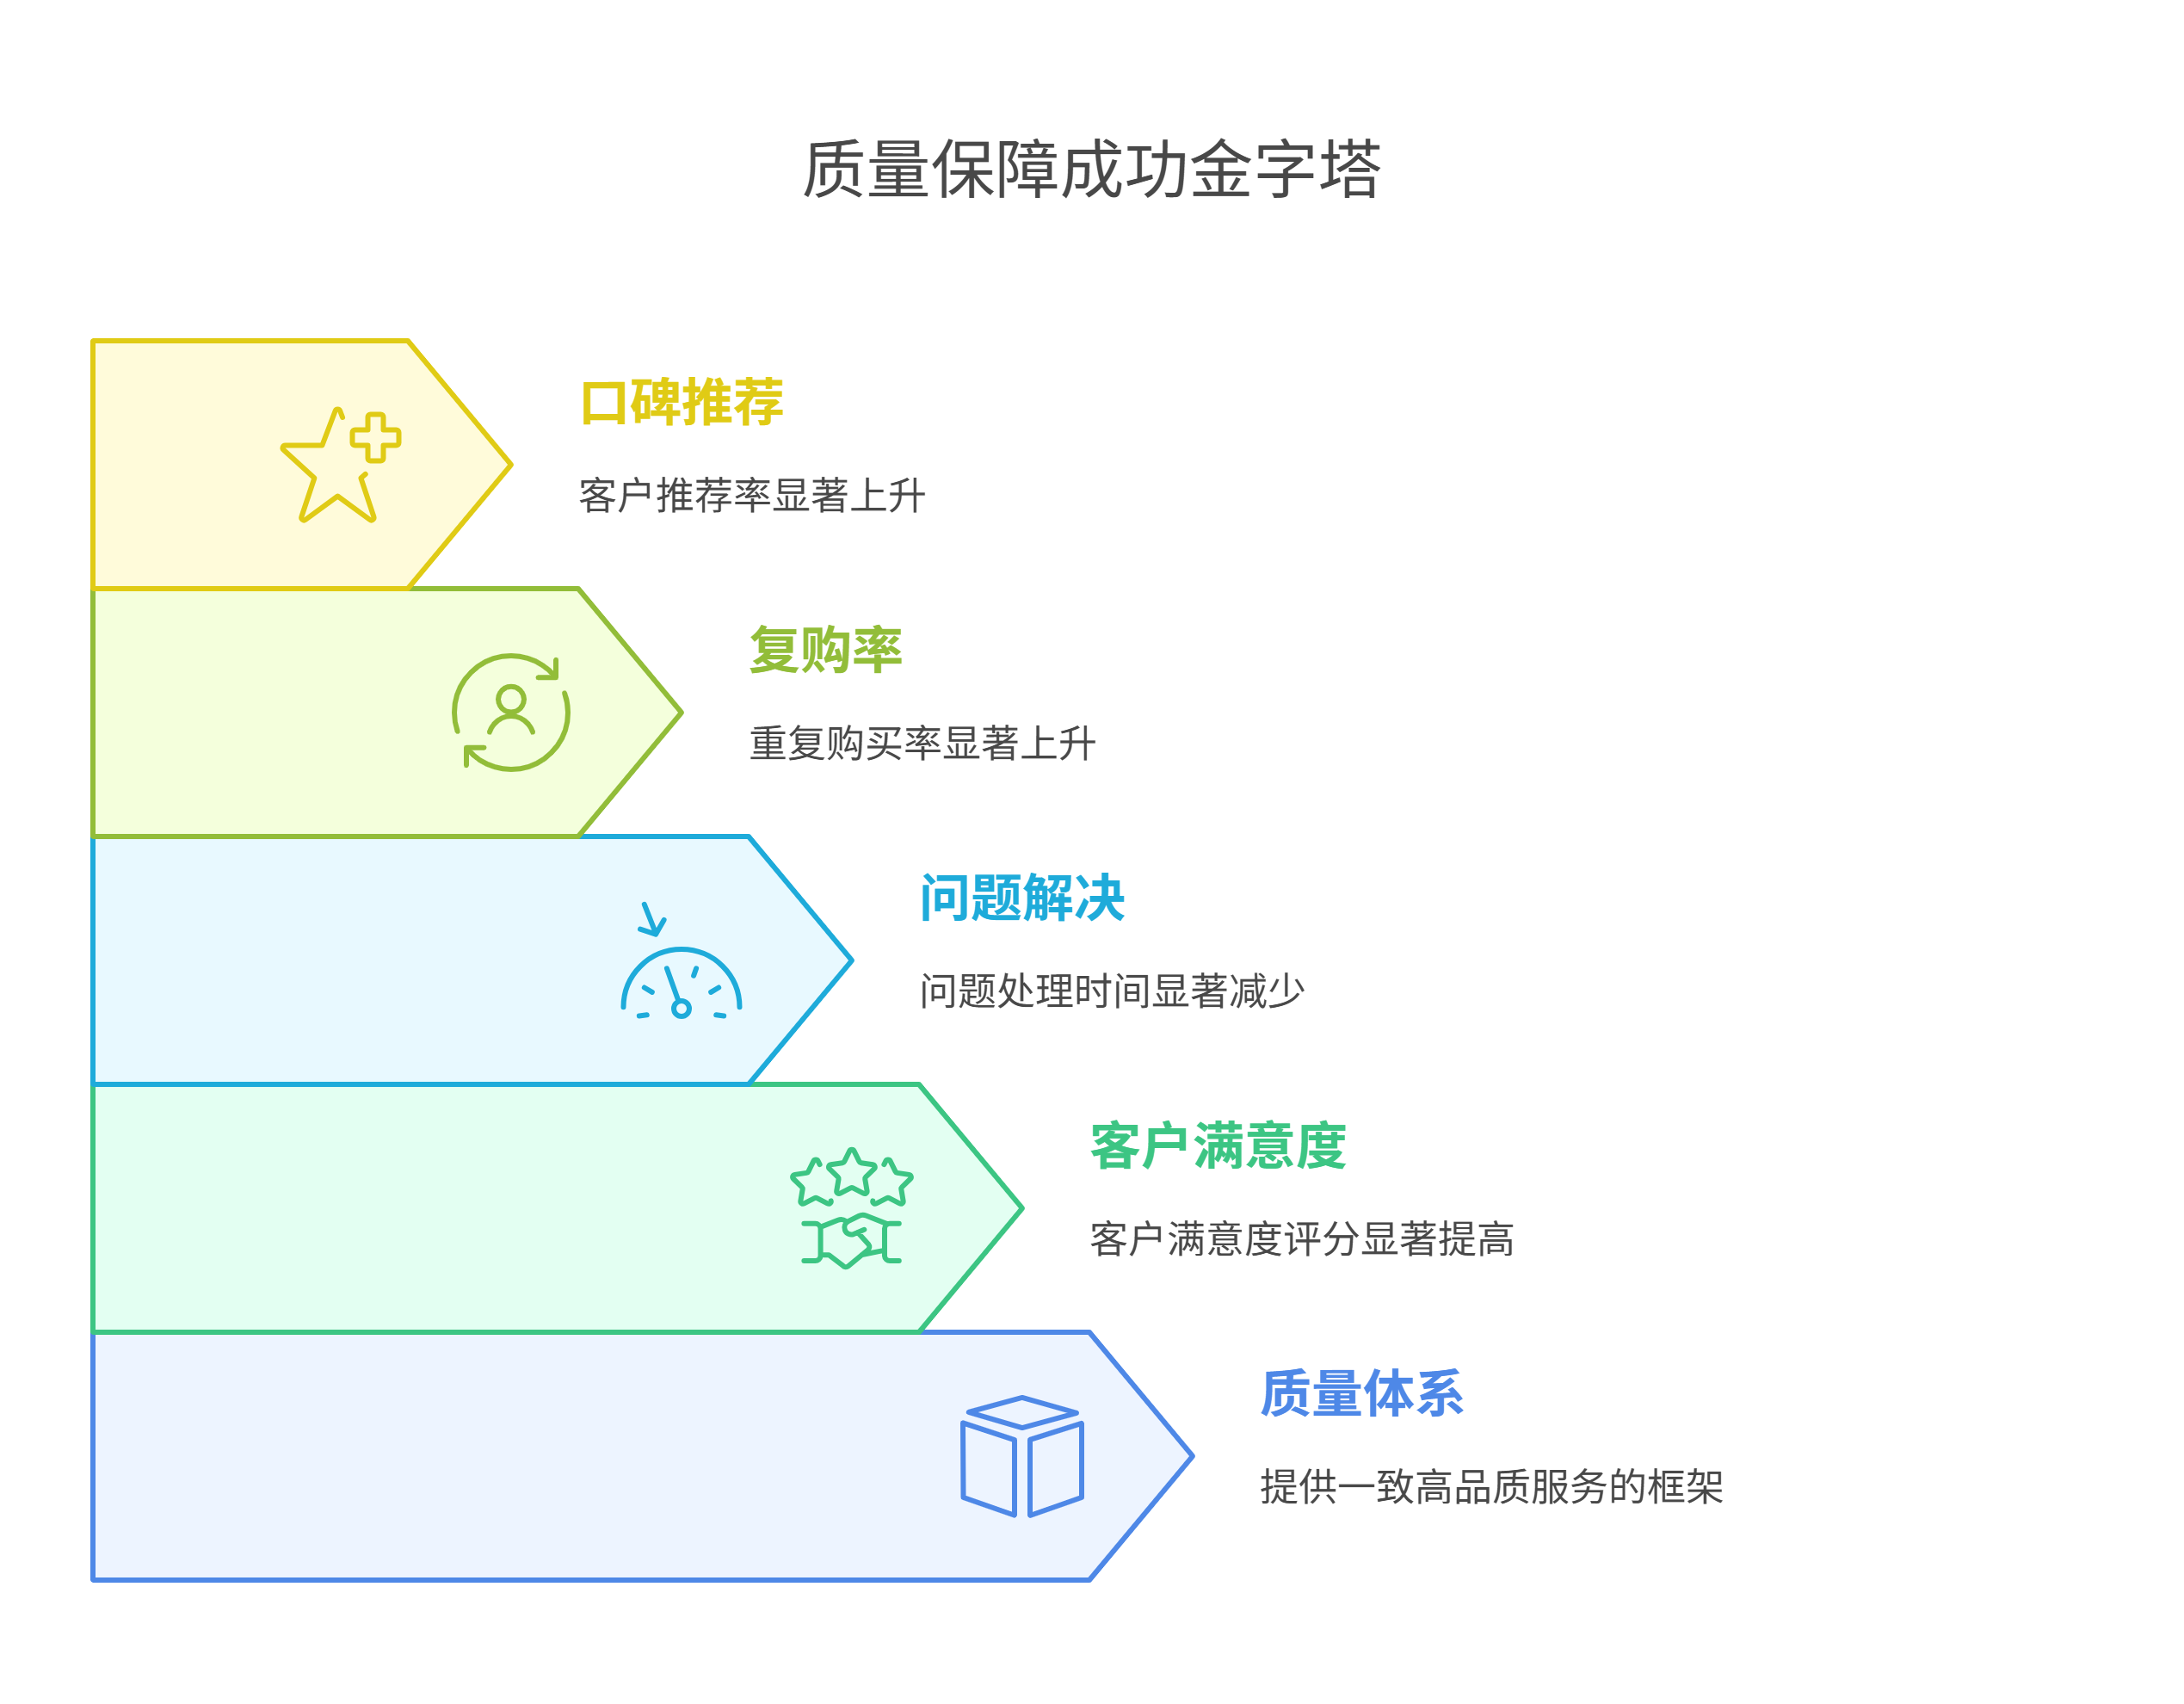 质量保障成功金字塔
口碑推荐
客户推荐率显著上升
复购率
重复购买率显著上升
问题解决
问题处理时间显著减少
客户满意度
客户满意度评分显著提高
质量体系
提供一致高品质服务的框架